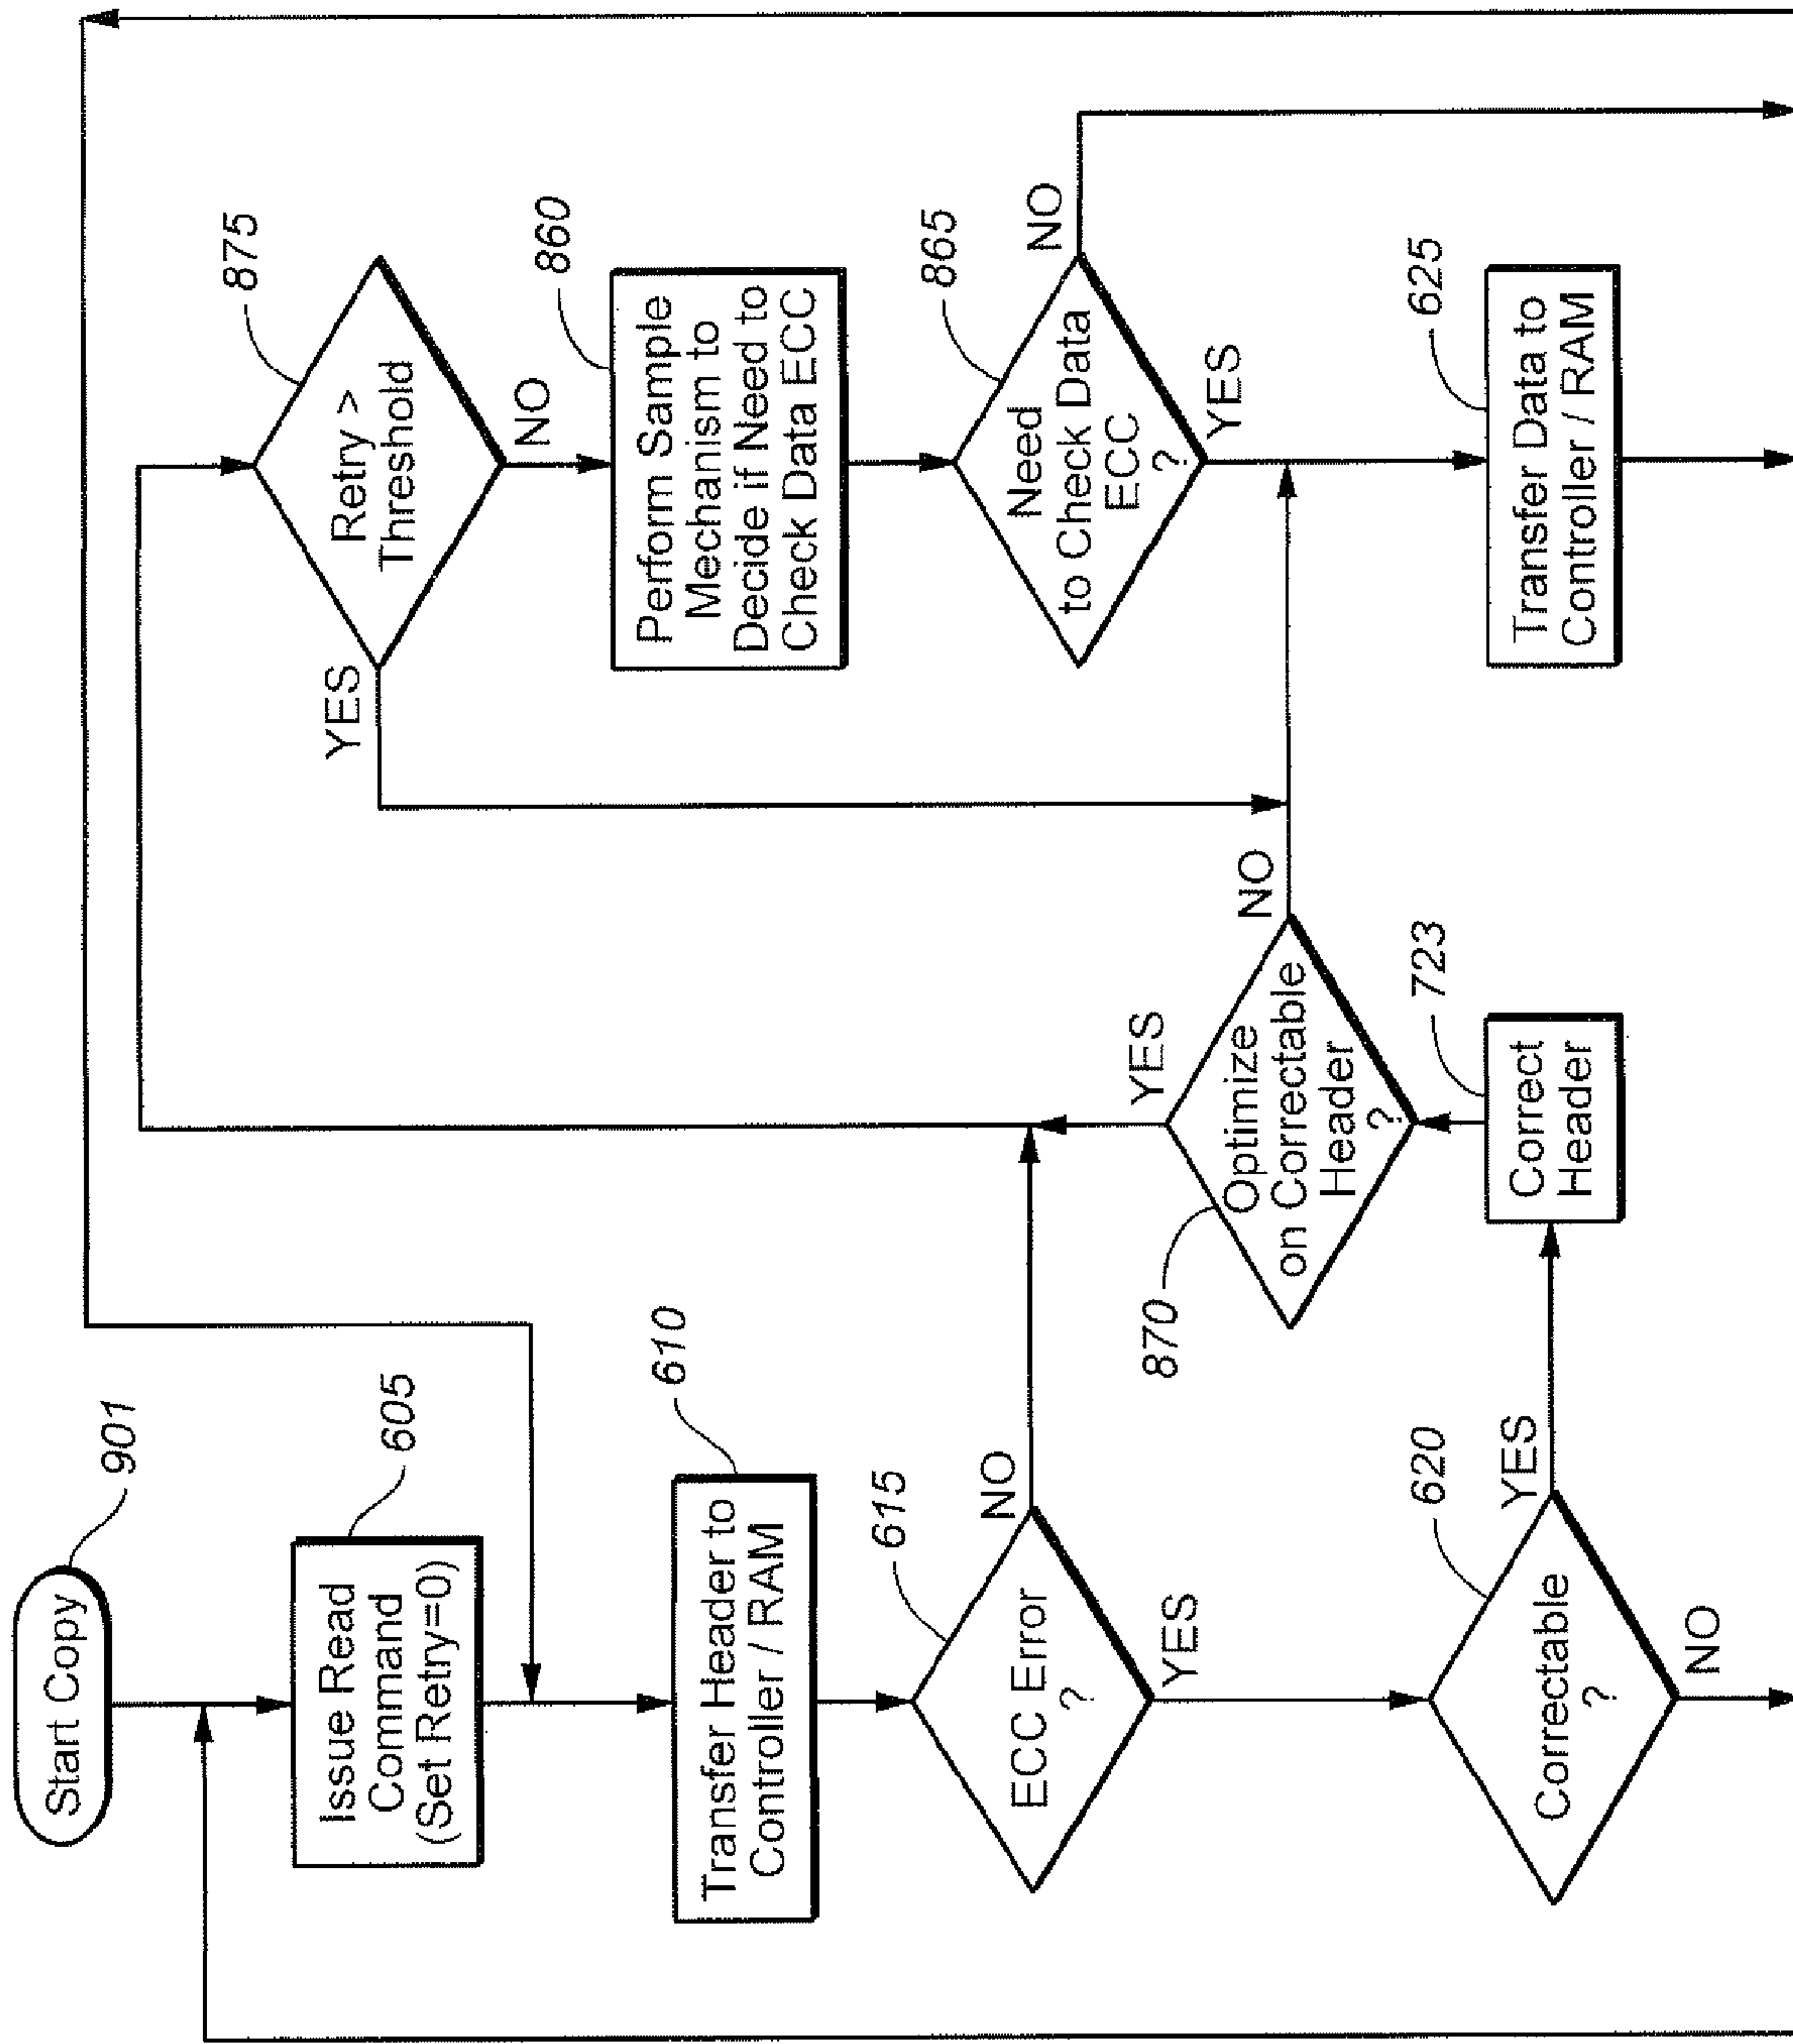 Start Copy
901
Issue Read
Command
(Set Retry=0)
605
Transfer Header to
Controller / RAM
610
ECC Error
?
615
NO
YES
Correctable
?
620
YES
NO
Correct
Header
723
Optimize
on Correctable
Header
?
870
YES
NO
Retry >
Threshold
875
YES
NO
Perform Sample
Mechanism to
Decide if Need to
Check Data ECC
860
Need
to Check Data
ECC
?
865
NO
YES
Transfer Data to
Controller / RAM
625